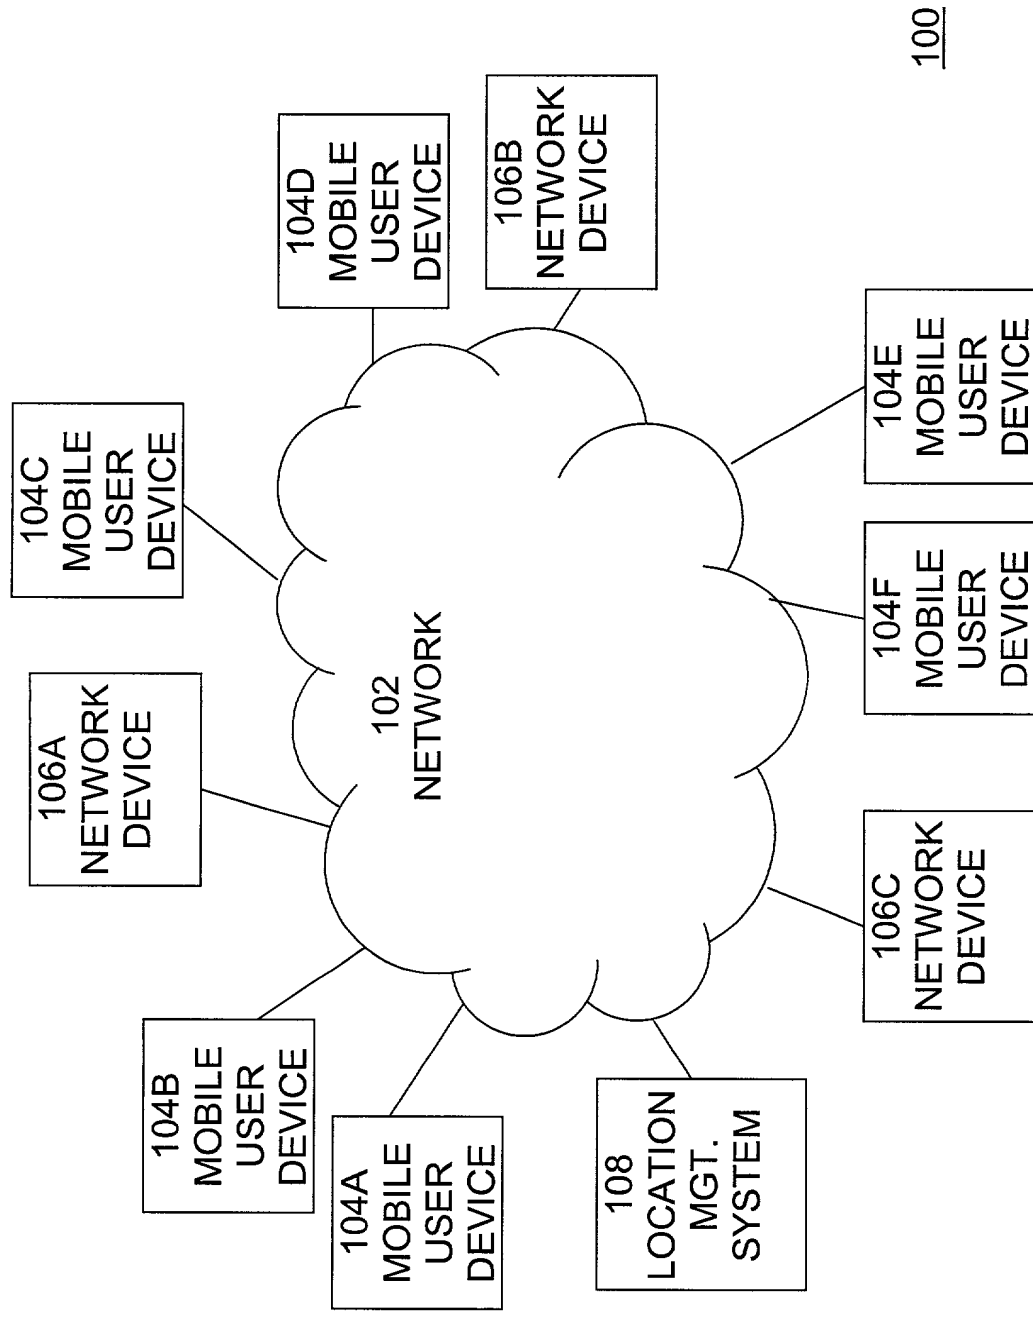 104B
MOBILE
USER
DEVICE
106A
NETWORK
DEVICE
104C
MOBILE
USER
DEVICE
104D
MOBILE
USER
DEVICE
104A
MOBILE
USER
DEVICE
102
NETWORK
106B
NETWORK
DEVICE
108
LOCATION
MGT.
SYSTEM
106C
NETWORK
DEVICE
104F
MOBILE
USER
DEVICE
104E
MOBILE
USER
DEVICE
100